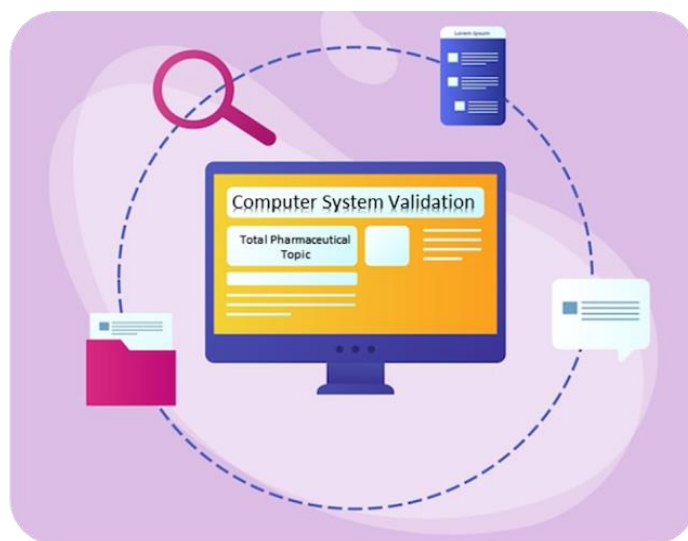 Lorem Ipsum
Computer System Validation
Total Pharmaceutical
Topic